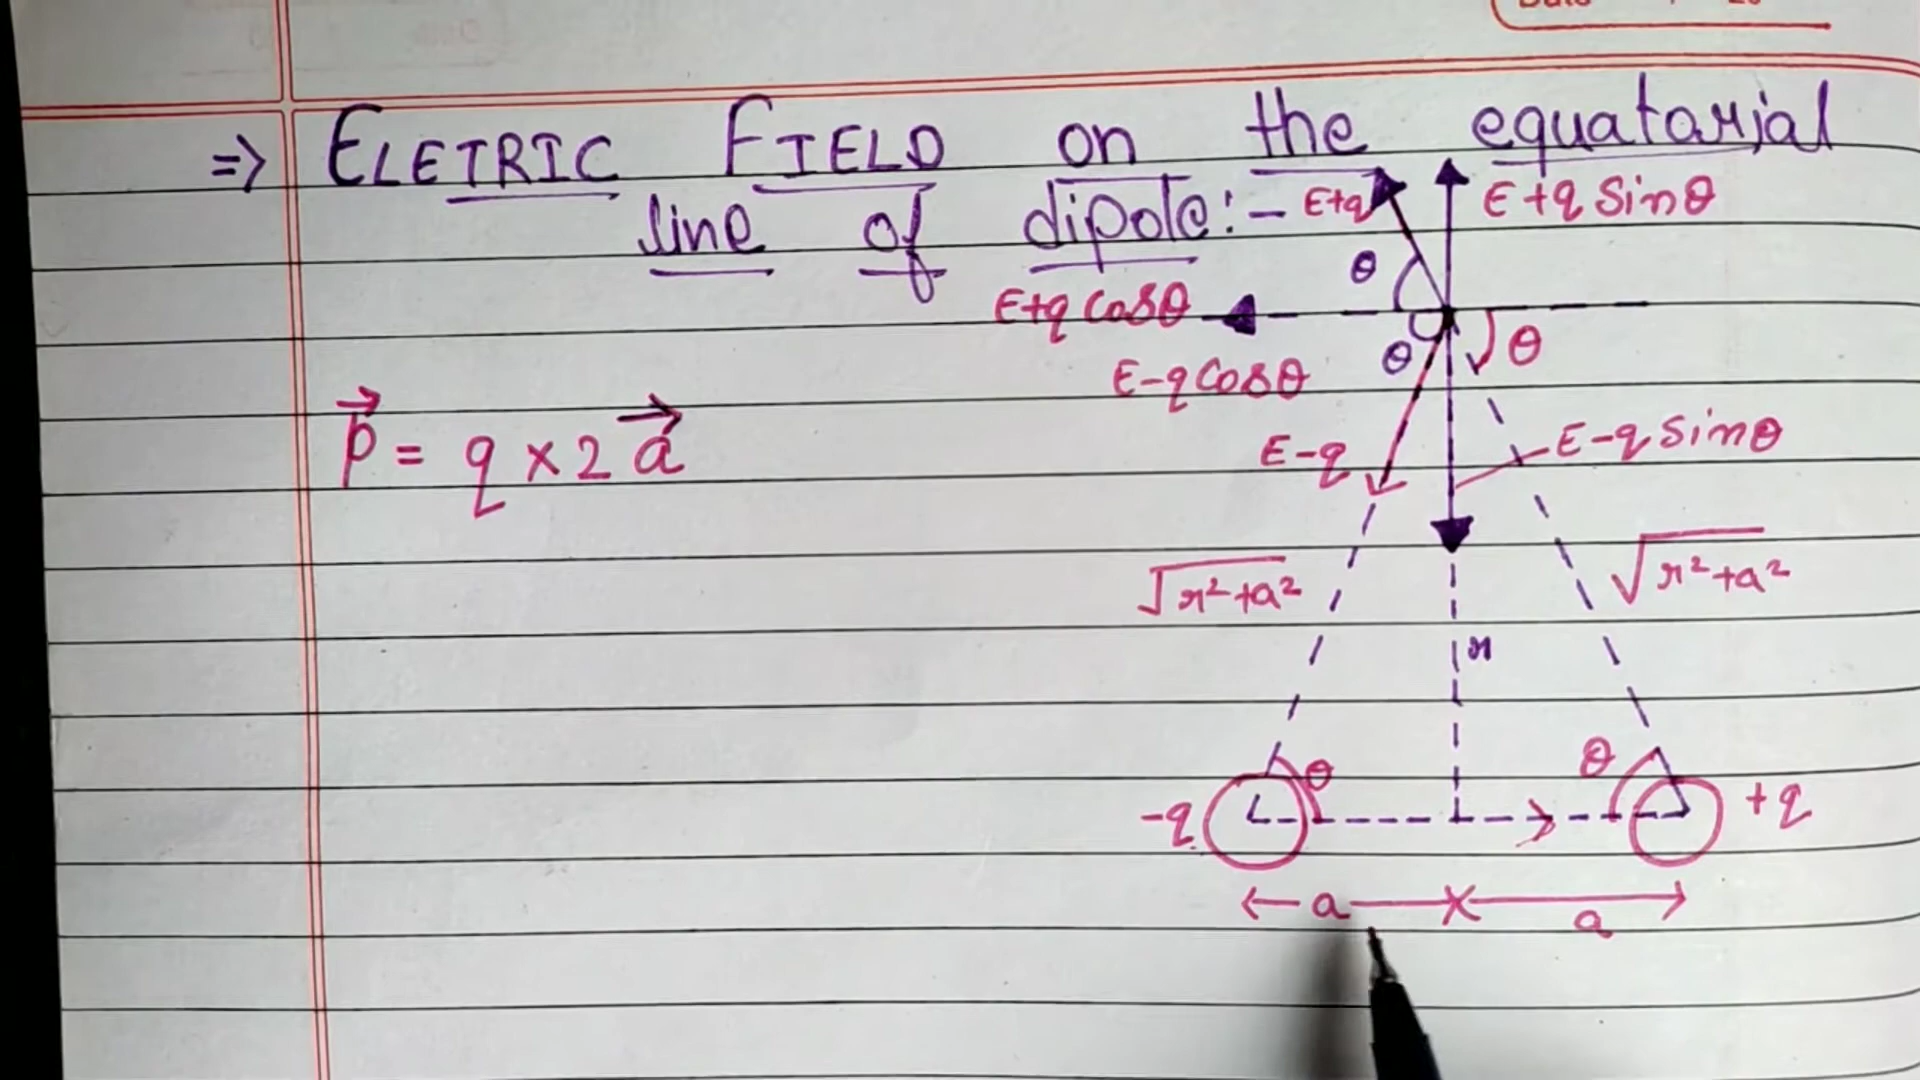 => ELETRIC FIELD on the equatarial
line of dipole:-
E+q
E+q Sinθ
θ
E+q Cosθ
θ
θ
E-q Cosθ
p⃗ = q × 2a⃗
E-q
E-q Sinθ
√r²+a²
√r²+a²
r
θ
θ
-q
+q
a
a